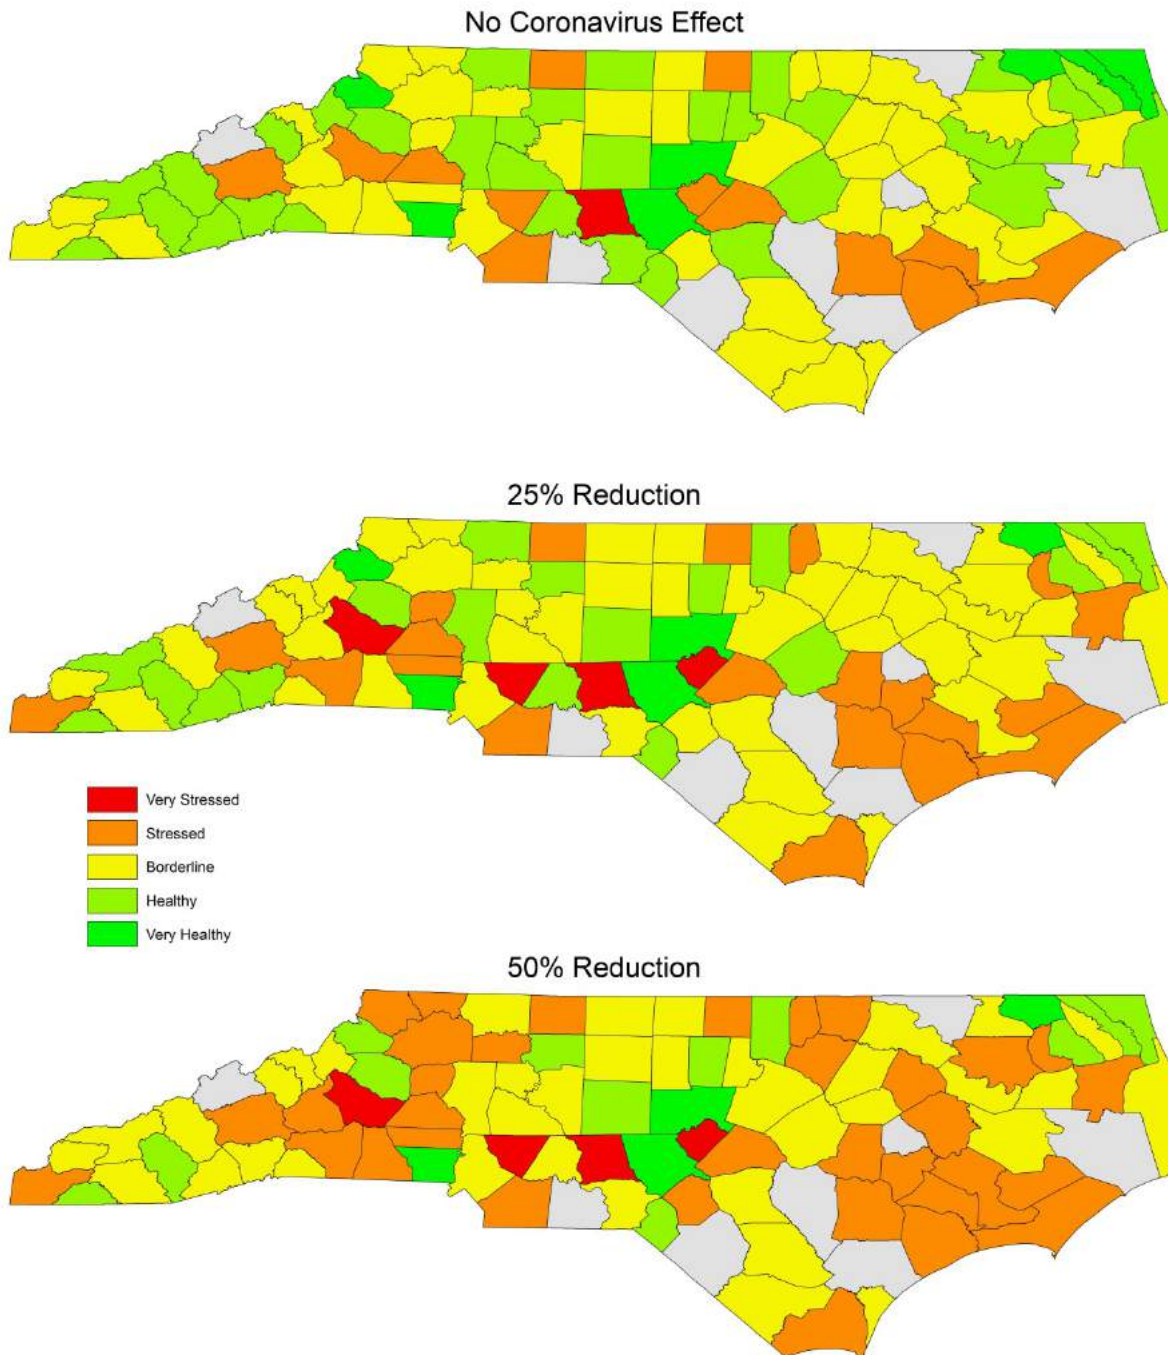 No Coronavirus Effect
25% Reduction
Very Stressed
Stressed
Borderline
Healthy
Very Healthy
50% Reduction